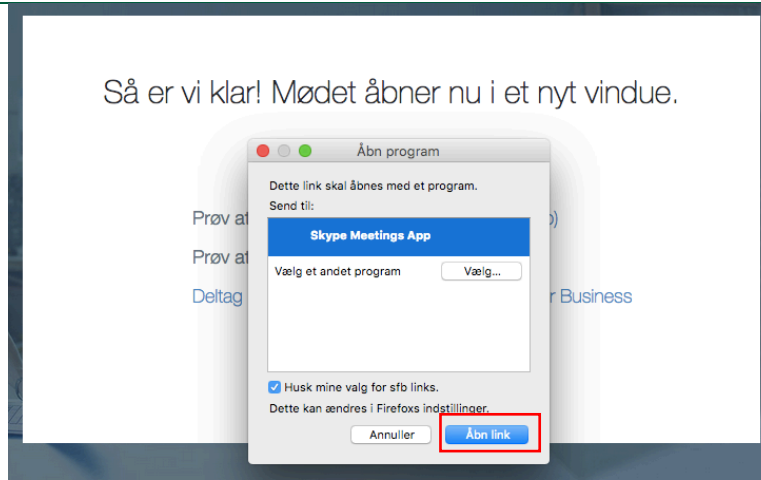 Så er vi klar! Mødet åbner nu i et nyt vindue.
Åbn program
Dette link skal åbnes med et program.
Send til:
Prøv at
Skype Meetings App
Prøv at
Vælg et andet program Vælg...
Deltag r Business
Husk mine valg for sfb links.
Dette kan ændres i Firefoxs indstillinger.
Annuller Åbn link